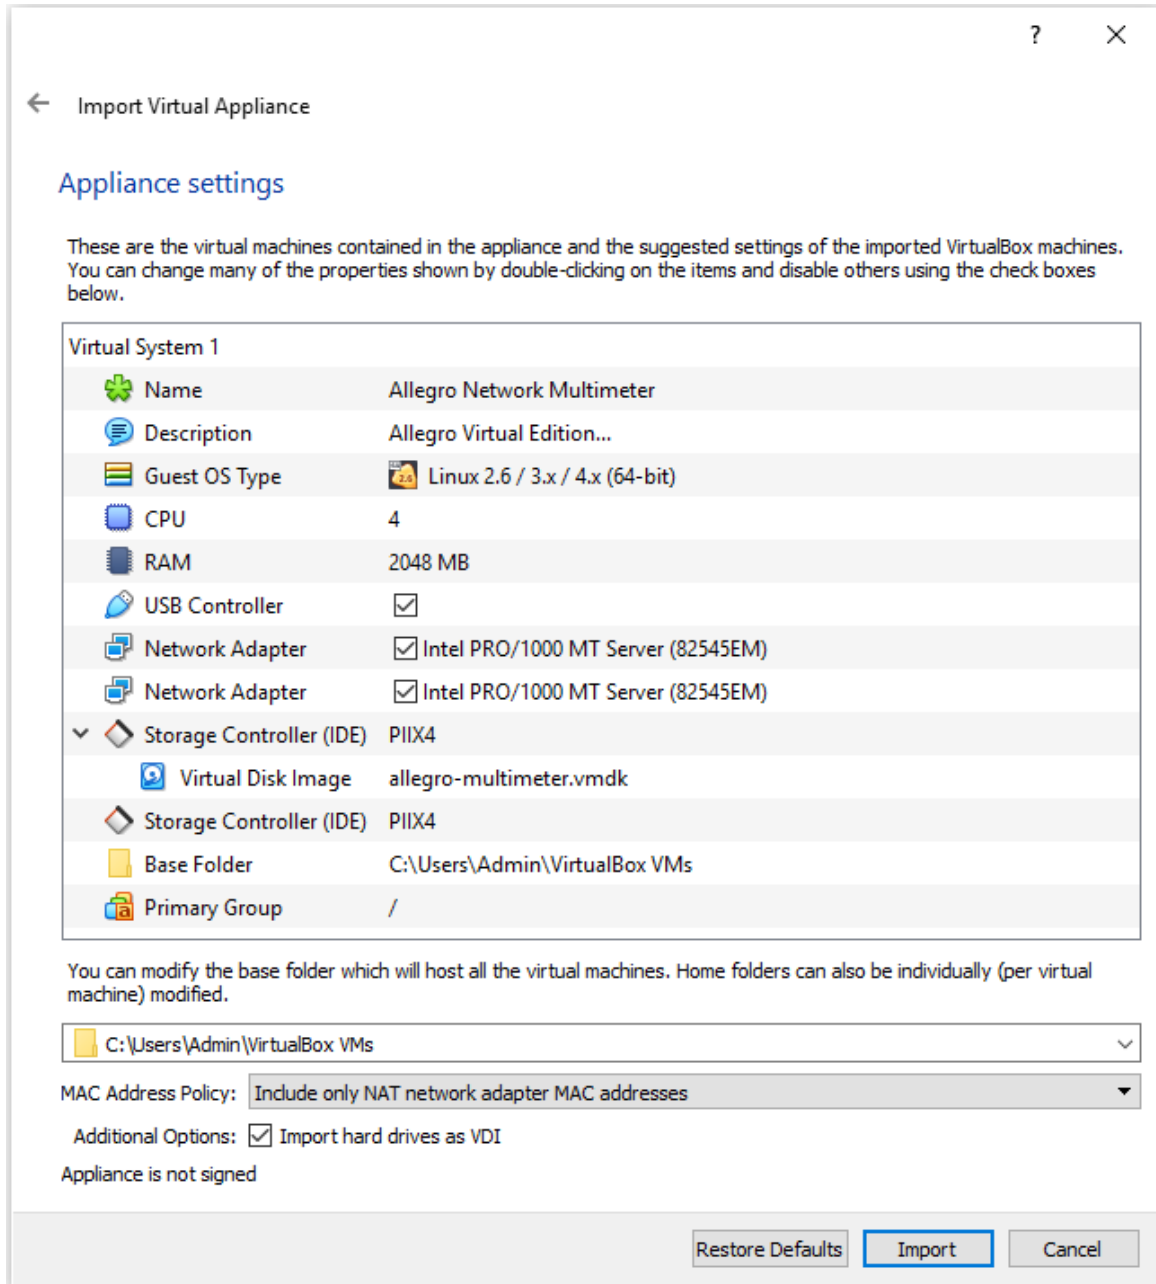 ?
Import Virtual Appliance
Appliance settings
These are the virtual machines contained in the appliance and the suggested settings of the imported VirtualBox machines.
You can change many of the properties shown by double-clicking on the items and disable others using the check boxes
below.
Virtual System 1
Name Allegro Network Multimeter
Description Allegro Virtual Edition...
Guest OS Type Linux 2.6 / 3.x / 4.x (64-bit)
CPU 4
RAM 2048 MB
USB Controller
Network Adapter Intel PRO/1000 MT Server (82545EM)
Network Adapter Intel PRO/1000 MT Server (82545EM)
Storage Controller (IDE) PIIX4
Virtual Disk Image allegro-multimeter.vmdk
Storage Controller (IDE) PIIX4
Base Folder C:\Users\Admin\VirtualBox VMs
Primary Group /
You can modify the base folder which will host all the virtual machines. Home folders can also be individually (per virtual
machine) modified.
C:\Users\Admin\VirtualBox VMs
MAC Address Policy: Include only NAT network adapter MAC addresses
Additional Options: Import hard drives as VDI
Appliance is not signed
Restore Defaults Import Cancel